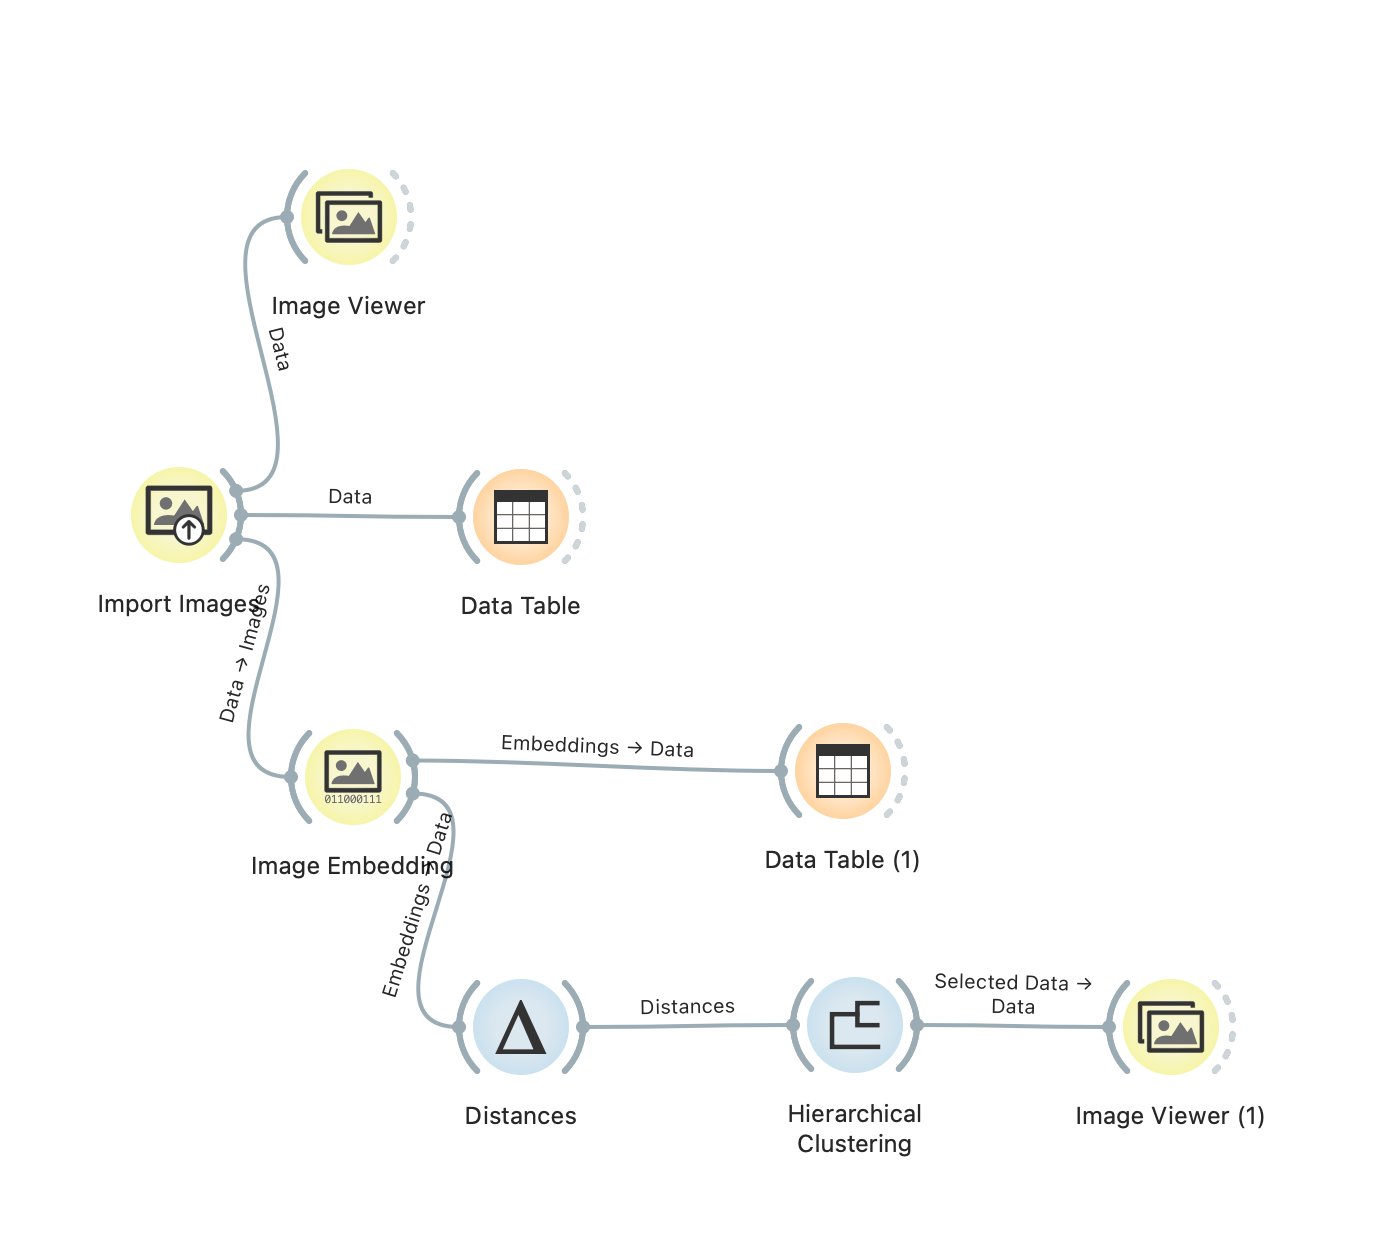 Image Viewer
Data
Data
Import Images
Data Table
Data → Images
011000111
Image Embedding
Embeddings → Data
Data Table (1)
Embeddings → Data
Distances
Distances
Hierarchical
Clustering
Selected Data →
Data
Image Viewer (1)